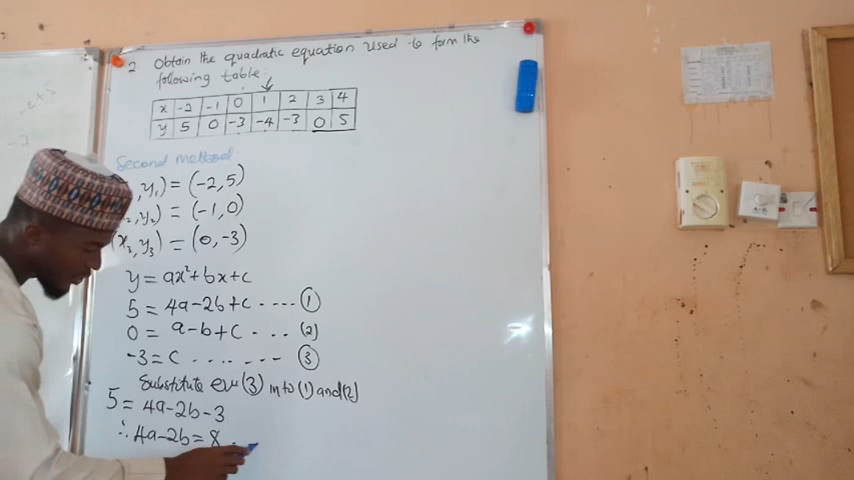 2 Obtain the quadratic equation used to form the
following table.
x -2 -1 0 1 2 3 4
y 5 0 -3 -4 -3 0 5
Second method
, y₁) = (-2, 5)
₂, y₂) = (-1, 0)
(x₃, y₃) = (0, -3)
y = ax² + bx + c
5 = 4a - 2b + c .... ①
0 = a - b + c ... (2)
-3 = c ....... ③
Substitute eqn (3) into (1) and (2)
5 = 4a - 2b - 3
∴ 4a - 2b = 8 .